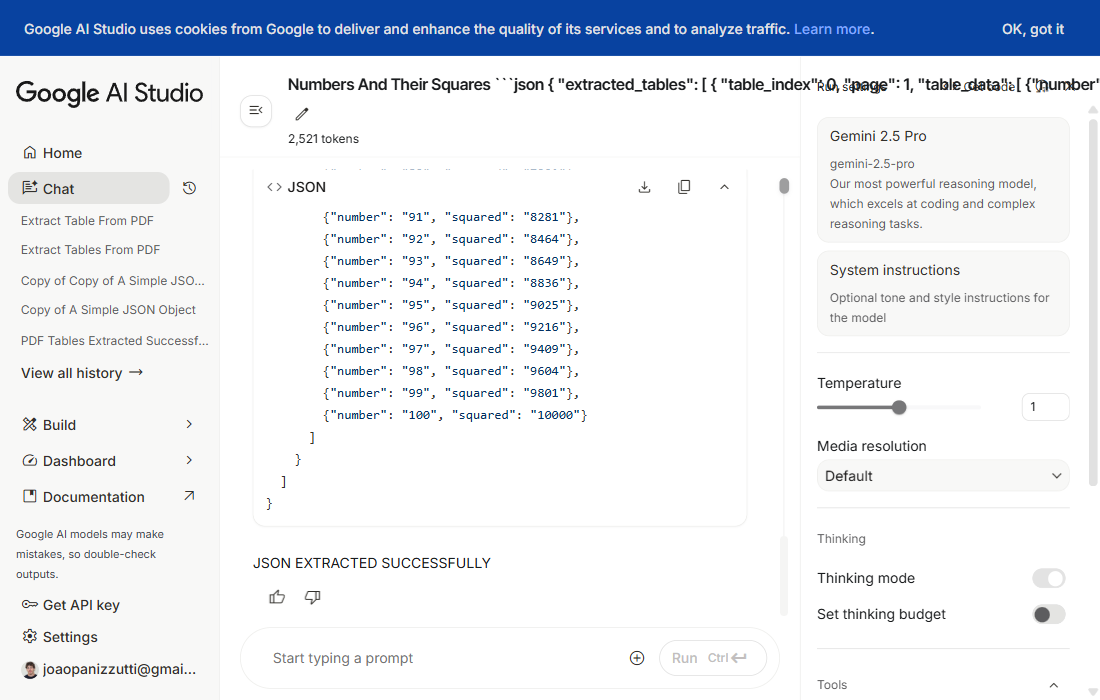 Google AI Studio uses cookies from Google to deliver and enhance the quality of its services and to analyze traffic. Learn more.
OK, got it
Google AI Studio
Home
Chat
Extract Table From PDF
Extract Tables From PDF
Copy of Copy of A Simple JSO...
Copy of A Simple JSON Object
PDF Tables Extracted Successf...
View all history →
Build
Dashboard
Documentation
Google AI models may make
mistakes, so double-check
outputs.
Get API key
Settings
joaopanizzutti@gmai...
Numbers And Their Squares ```json { "extracted_tables": [ { "table_index": 0, "page": 1, "table_data": [ {"number"
2,521 tokens
JSON
{"number": "91", "squared": "8281"},
{"number": "92", "squared": "8464"},
{"number": "93", "squared": "8649"},
{"number": "94", "squared": "8836"},
{"number": "95", "squared": "9025"},
{"number": "96", "squared": "9216"},
{"number": "97", "squared": "9409"},
{"number": "98", "squared": "9604"},
{"number": "99", "squared": "9801"},
{"number": "100", "squared": "10000"}
]
}
]
}
JSON EXTRACTED SUCCESSFULLY
Start typing a prompt
Run Ctrl
Run settings
Get code
Gemini 2.5 Pro
gemini-2.5-pro
Our most powerful reasoning model,
which excels at coding and complex
reasoning tasks.
System instructions
Optional tone and style instructions for
the model
Temperature
1
Media resolution
Default
Thinking
Thinking mode
Set thinking budget
Tools